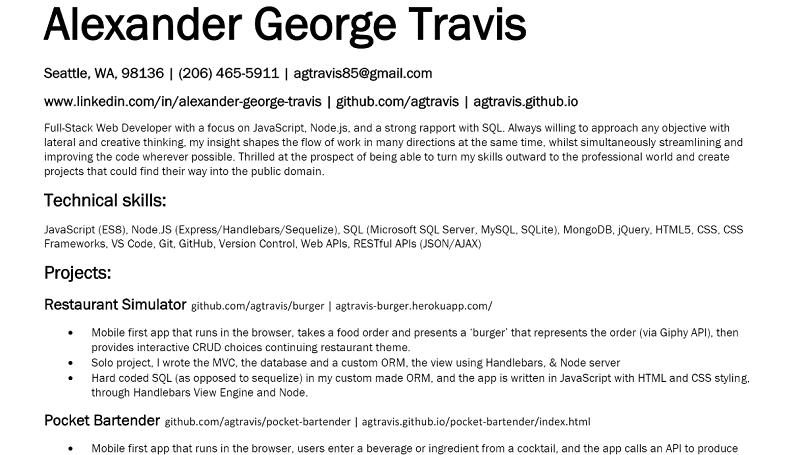 Alexander George Travis
Seattle, WA, 98136 | (206) 465-5911 | agtravis85@gmail.com
www.linkedin.com/in/alexander-george-travis | github.com/agtravis | agtravis.github.io
Full-Stack Web Developer with a focus on JavaScript, Node.js, and a strong rapport with SQL. Always willing to approach any objective with
lateral and creative thinking, my insight shapes the flow of work in many directions at the same time, whilst simultaneously streamlining and
improving the code wherever possible. Thrilled at the prospect of being able to turn my skills outward to the professional world and create
projects that could find their way into the public domain.
Technical skills:
JavaScript (ES8), Node.JS (Express/Handlebars/Sequelize), SQL (Microsoft SQL Server, MySQL, SQLite), MongoDB, jQuery, HTML5, CSS, CSS
Frameworks, VS Code, Git, GitHub, Version Control, Web APIs, RESTful APIs (JSON/AJAX)
Projects:
Restaurant Simulator github.com/agtravis/burger | agtravis-burger.herokuapp.com/
• Mobile first app that runs in the browser, takes a food order and presents a ‘burger’ that represents the order (via Giphy API), then
provides interactive CRUD choices continuing restaurant theme.
• Solo project, I wrote the MVC, the database and a custom ORM, the view using Handlebars, & Node server
• Hard coded SQL (as opposed to sequelize) in my custom made ORM, and the app is written in JavaScript with HTML and CSS styling,
through Handlebars View Engine and Node.
Pocket Bartender github.com/agtravis/pocket-bartender | agtravis.github.io/pocket-bartender/index.html
• Mobile first app that runs in the browser, users enter a beverage or ingredient from a cocktail, and the app calls an API to produce